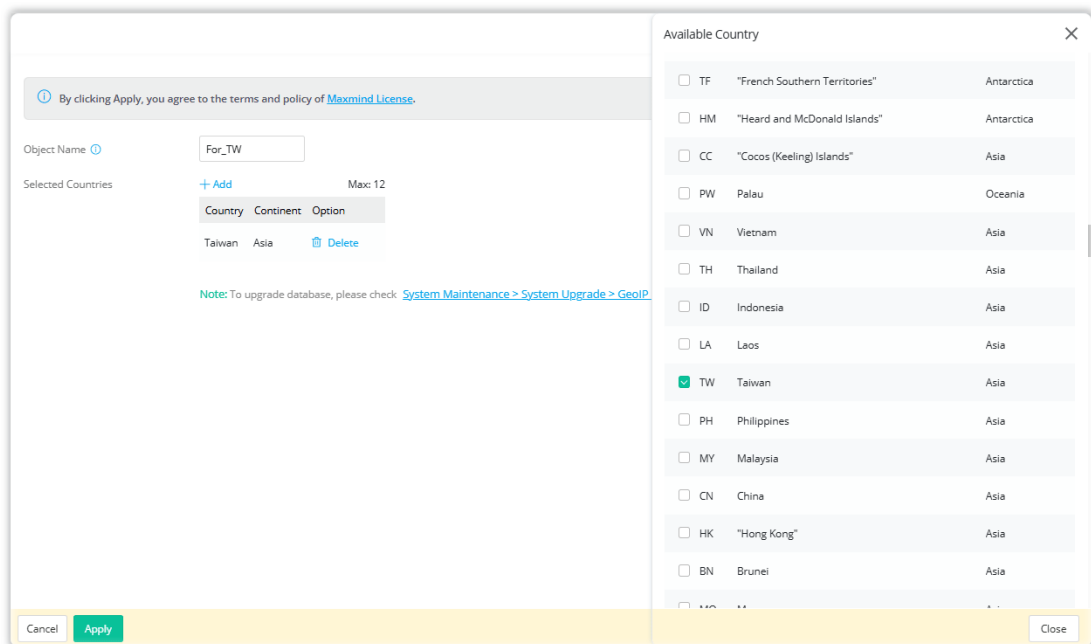 Available Country
By clicking Apply, you agree to the terms and policy of Maxmind License.
Object Name
For_TW
Selected Countries
+ Add Max: 12
Country Continent Option
Taiwan Asia Delete
Note: To upgrade database, please check System Maintenance > System Upgrade > GeoIP
TF "French Southern Territories" Antarctica
HM "Heard and McDonald Islands" Antarctica
CC "Cocos (Keeling) Islands" Asia
PW Palau Oceania
VN Vietnam Asia
TH Thailand Asia
ID Indonesia Asia
LA Laos Asia
TW Taiwan Asia
PH Philippines Asia
MY Malaysia Asia
CN China Asia
HK "Hong Kong" Asia
BN Brunei Asia
Cancel Apply
Close